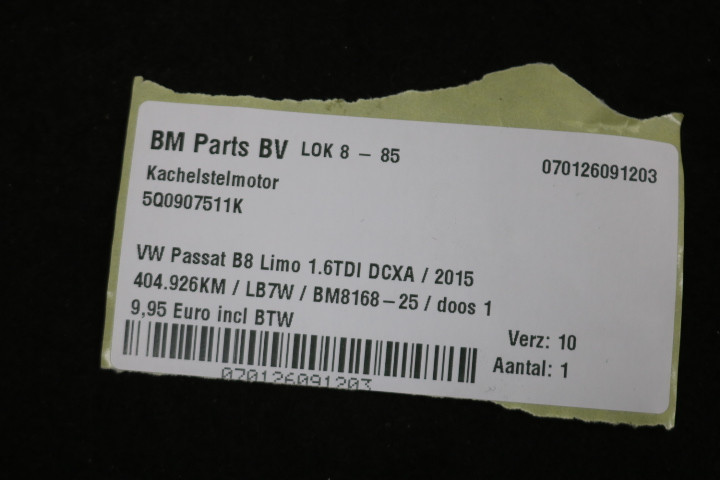 BM Parts BV LOK 8 - 85 070126091203
Kachelstelmotor
5Q0907511K
VW Passat B8 Limo 1.6TDI DCXA / 2015
404.926KM / LB7W / BM8168-25 / doos 1
9,95 Euro incl BTW
Verz: 10
Aantal: 1
070126091203